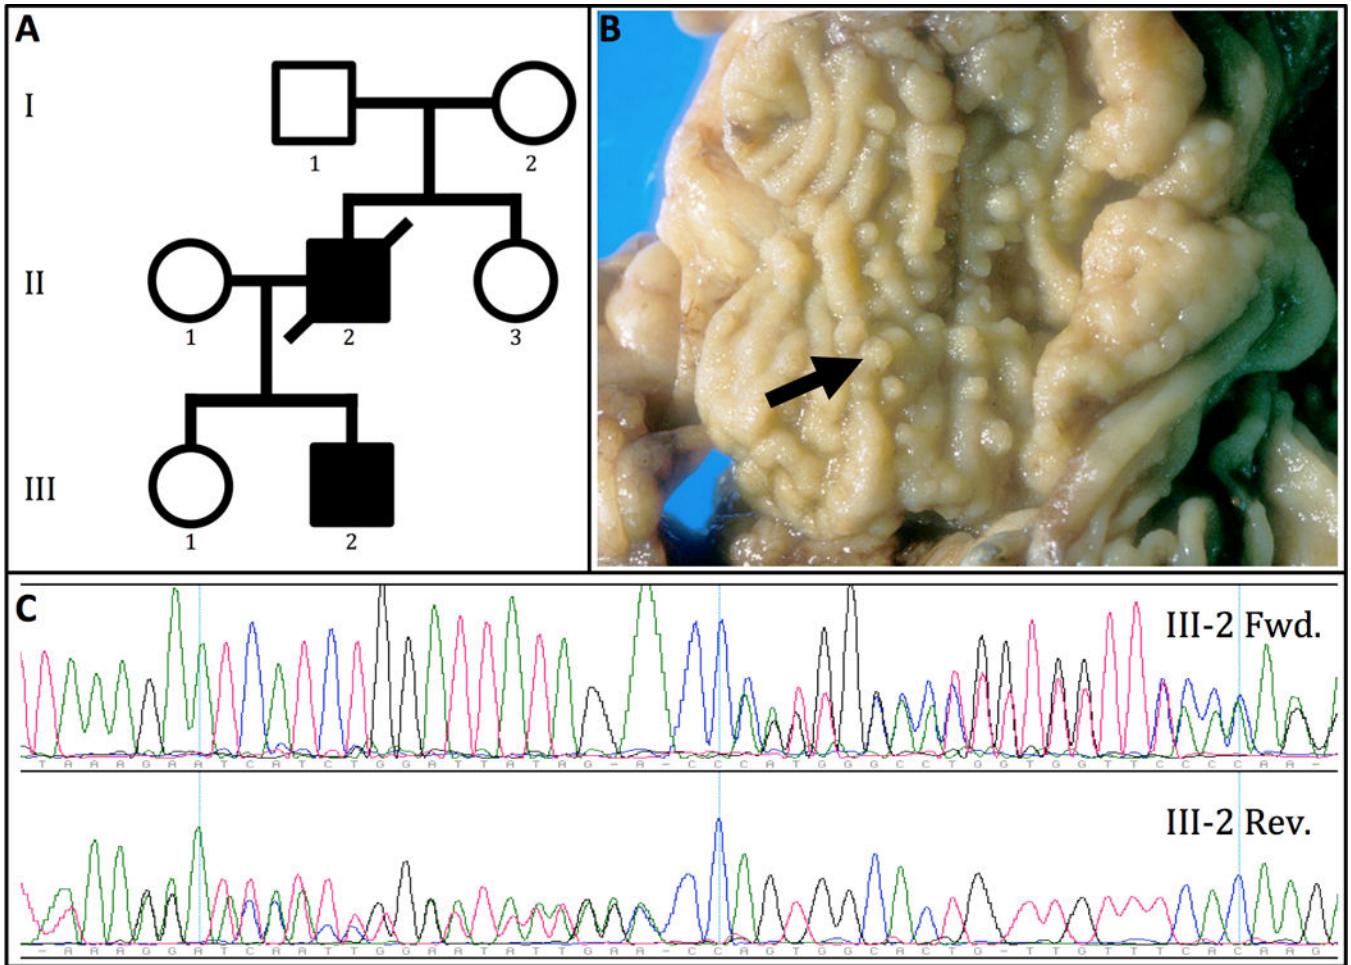 A
I
1
2
II
1
2
3
III
1
2
B
C
III-2 Fwd.
T A A A G A A T C A T C T G G A T T A T A G - A - C C C A T G G G C C T G G T G G T T C C C C A A -
III-2 Rev.
- A A A G G A T C A A T T G G A A T A T T G A A - C C A G T G G C A C T G - T T G T T T C A C A A G